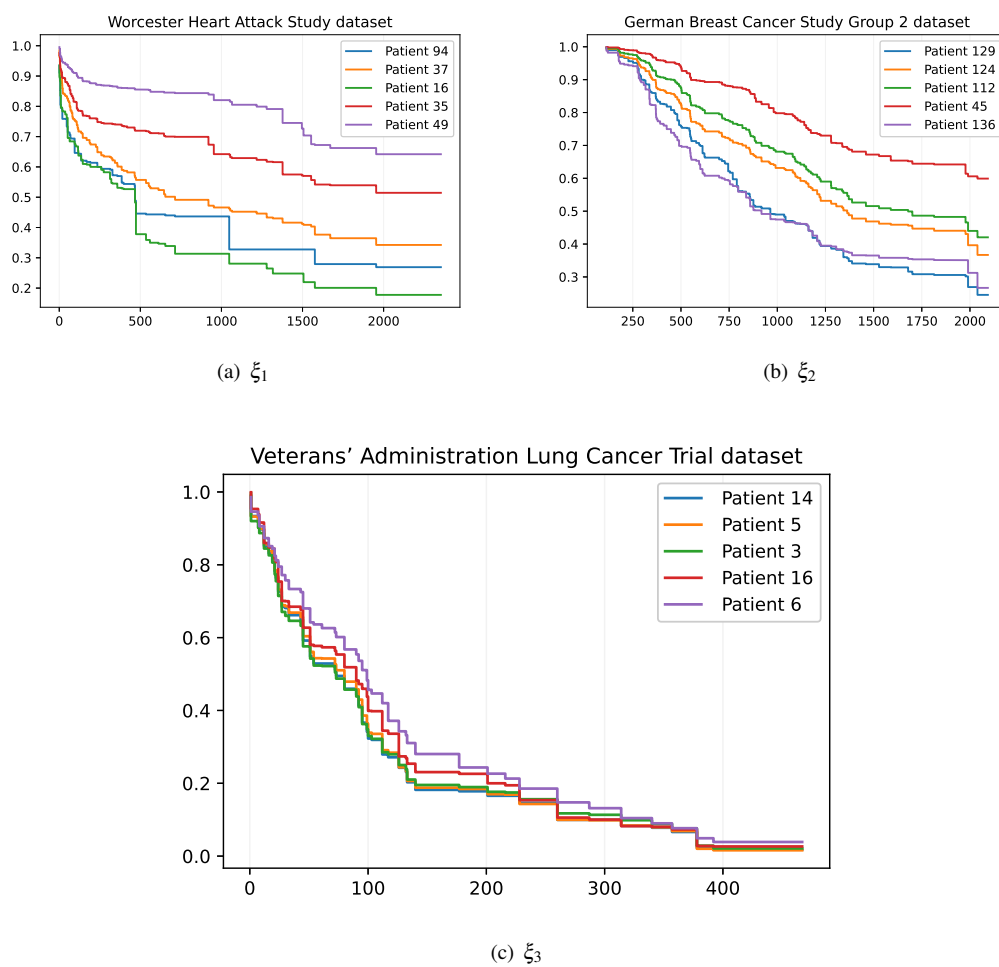 Worcester Heart Attack Study dataset
1.0
0.9
0.8
0.7
0.6
0.5
0.4
0.3
0.2
Patient 94
Patient 37
Patient 16
Patient 35
Patient 49
0 500 1000 1500 2000
(a) ξ₁
German Breast Cancer Study Group 2 dataset
1.0
0.9
0.8
0.7
0.6
0.5
0.4
0.3
Patient 129
Patient 124
Patient 112
Patient 45
Patient 136
250 500 750 1000 1250 1500 1750 2000
(b) ξ₂
Veterans’ Administration Lung Cancer Trial dataset
1.0
0.8
0.6
0.4
0.2
0.0
Patient 14
Patient 5
Patient 3
Patient 16
Patient 6
0 100 200 300 400
(c) ξ₃